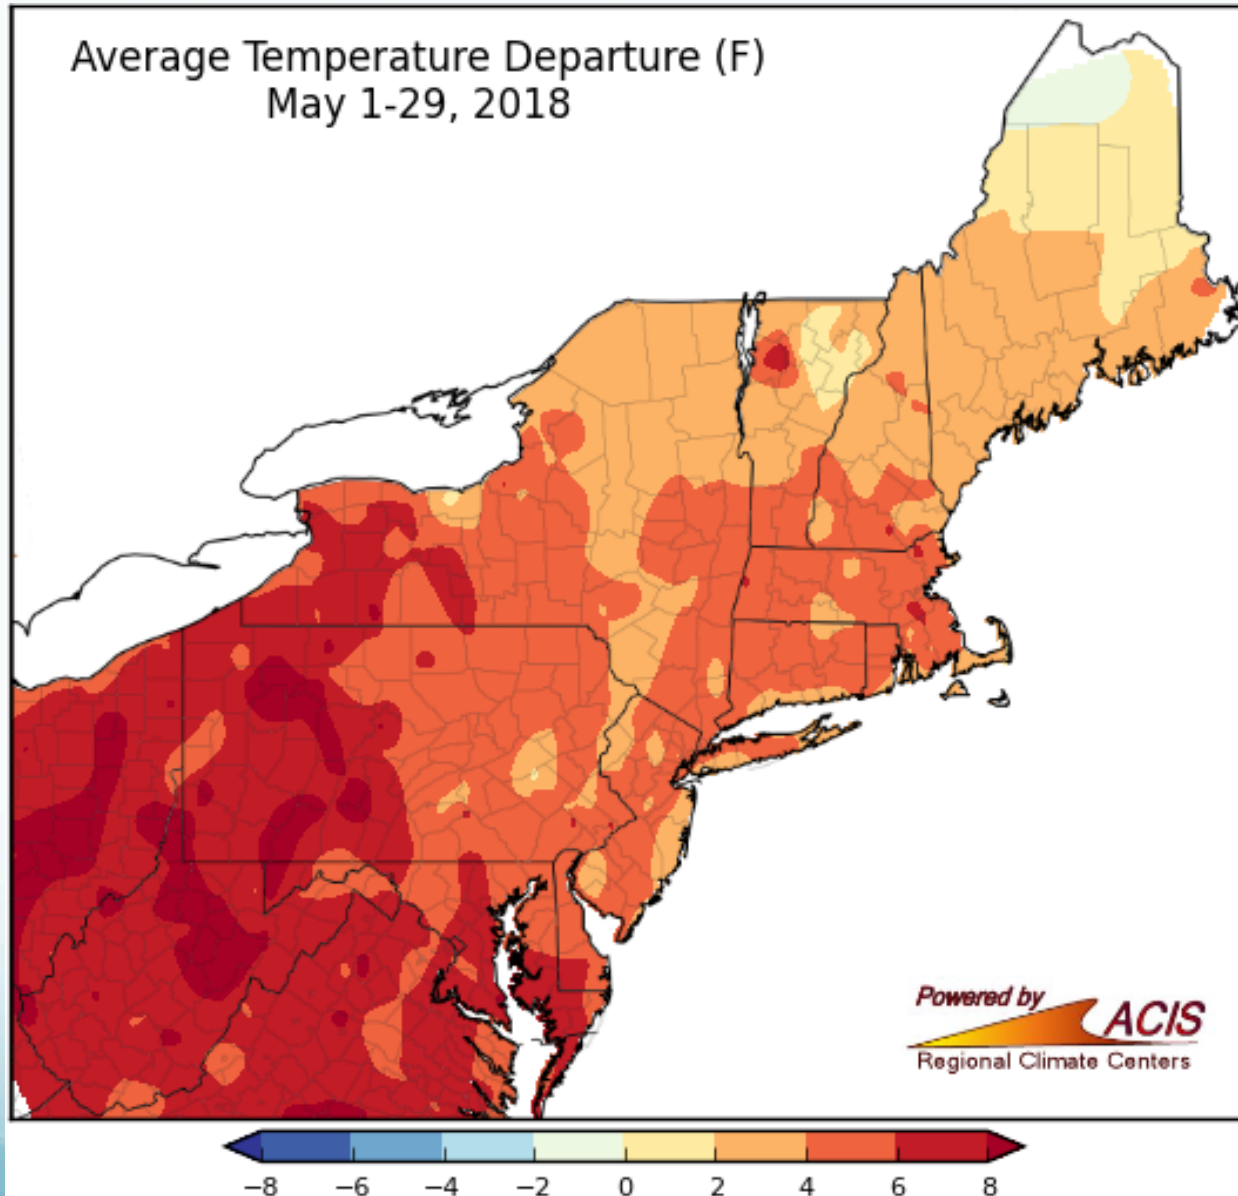 Average Temperature Departure (F)
May 1-29, 2018
Powered by
ACIS
Regional Climate Centers
−8 −6 −4 −2 0 2 4 6 8